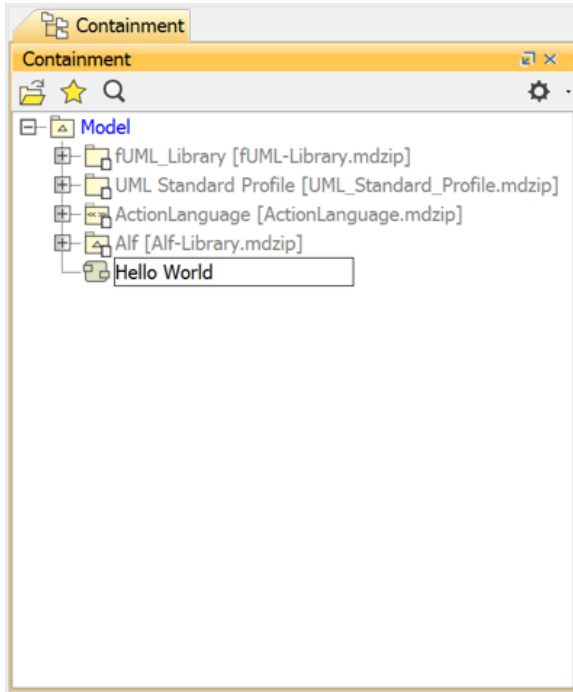 Containment
Containment
Model
fUML_Library [fUML-Library.mdzip]
UML Standard Profile [UML_Standard_Profile.mdzip]
ActionLanguage [ActionLanguage.mdzip]
Alf [Alf-Library.mdzip]
Hello World